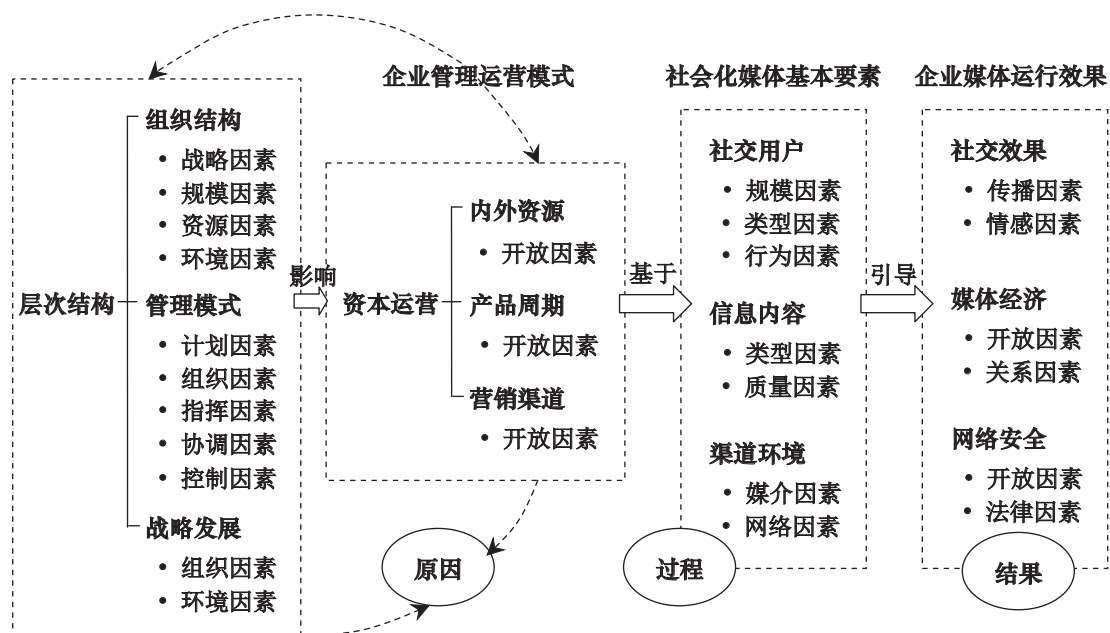 企业管理运营模式
社会化媒体基本要素
企业媒体运行效果
层次结构
组织结构
• 战略因素
• 规模因素
• 资源因素
• 环境因素
管理模式
• 计划因素
• 组织因素
• 指挥因素
• 协调因素
• 控制因素
战略发展
• 组织因素
• 环境因素
影响
资本运营
内外资源
• 开放因素
产品周期
• 开放因素
营销渠道
• 开放因素
原因
基于
社交用户
• 规模因素
• 类型因素
• 行为因素
信息内容
• 类型因素
• 质量因素
渠道环境
• 媒介因素
• 网络因素
过程
引导
社交效果
• 传播因素
• 情感因素
媒体经济
• 开放因素
• 关系因素
网络安全
• 开放因素
• 法律因素
结果